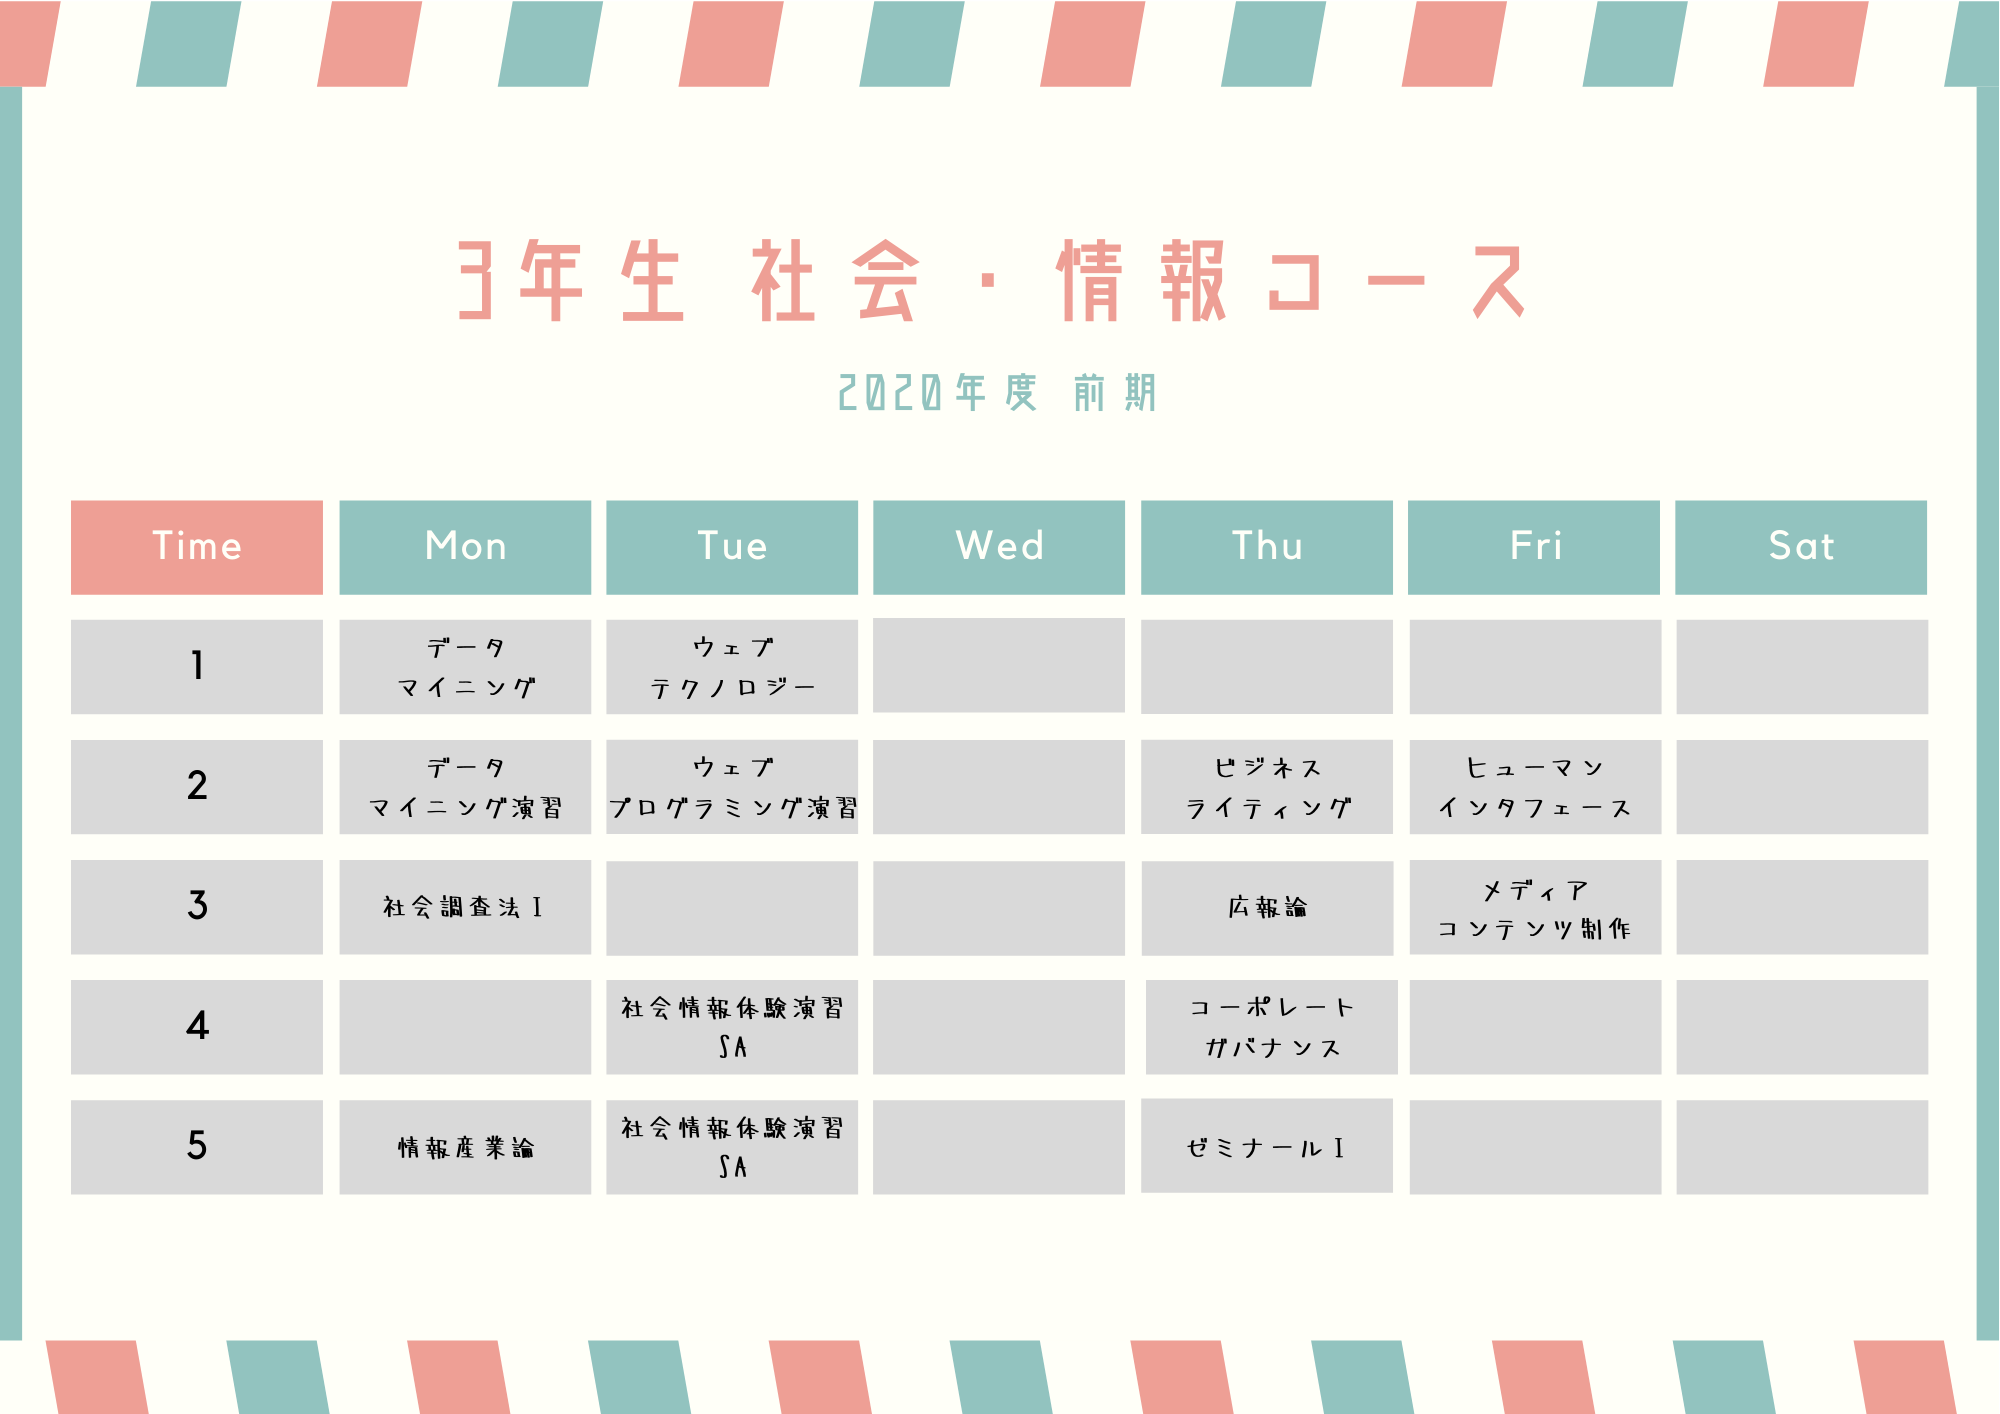 3年生 社会・情報コース
2020年度 前期
Time Mon Tue Wed Thu Fri Sat
1
データ
マイニング
ウェブ
テクノロジー
2
データ
マイニング演習
ウェブ
プログラミング演習
ビジネス
ライティング
ヒューマン
インタフェース
3
社会調査法I
広報論
メディア
コンテンツ制作
4
社会情報体験演習
SA
コーポレート
ガバナンス
5
情報産業論
社会情報体験演習
SA
ゼミナールI